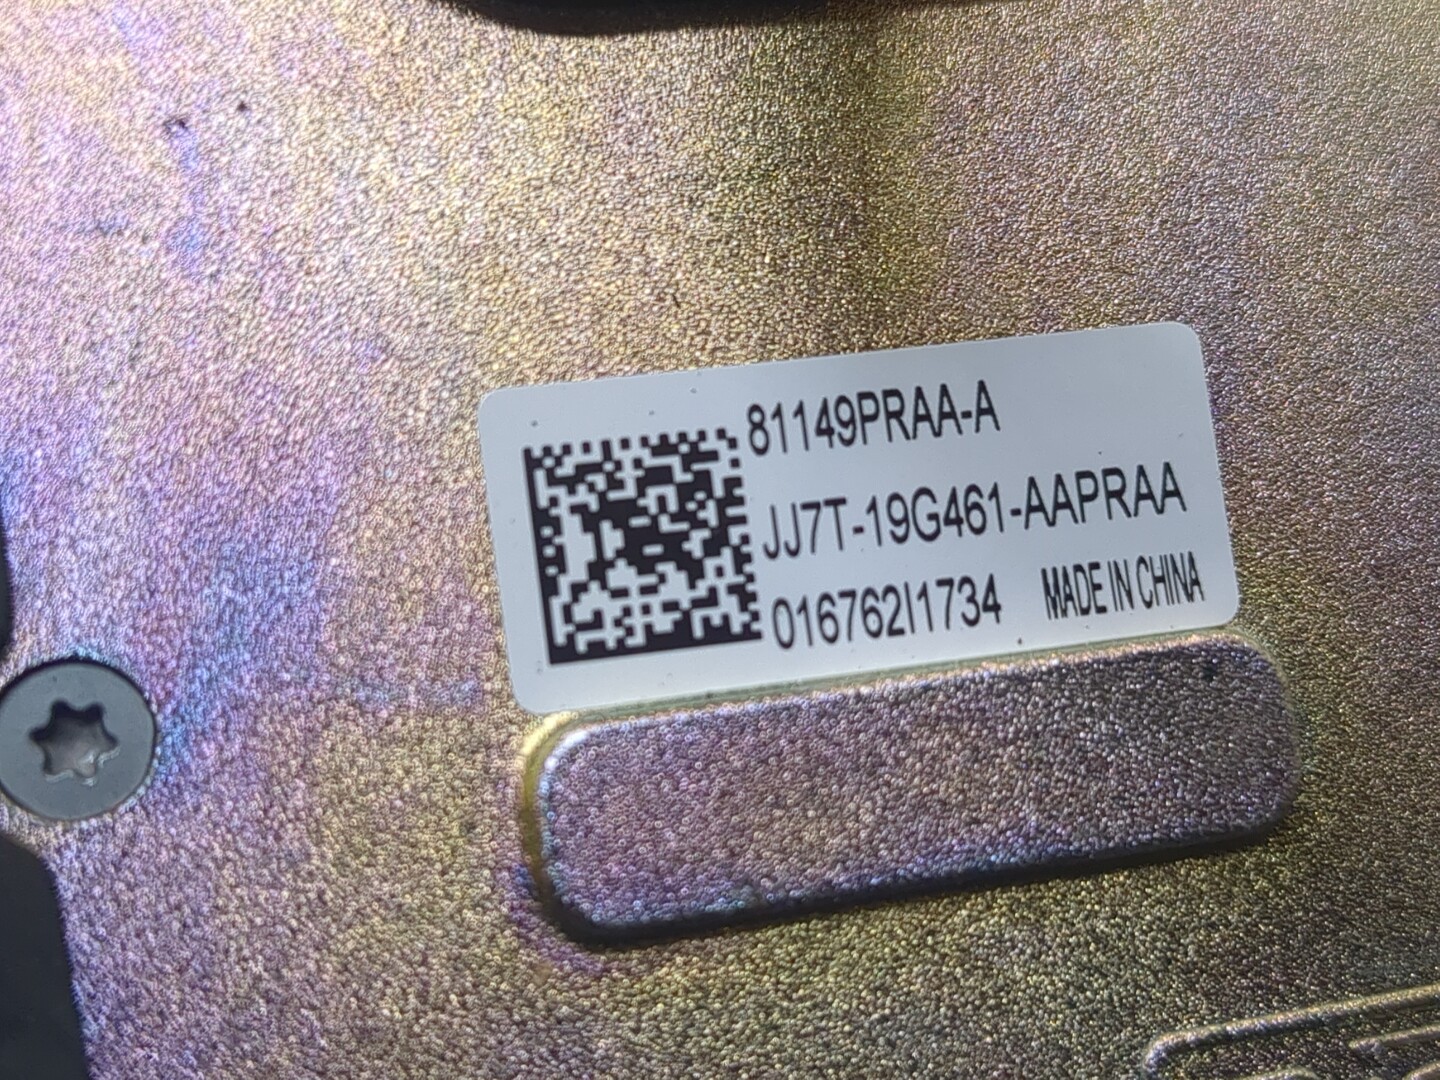 81149PRAA-A
JJ7T-19G461-AAPRAA
016762I1734 MADE IN CHINA